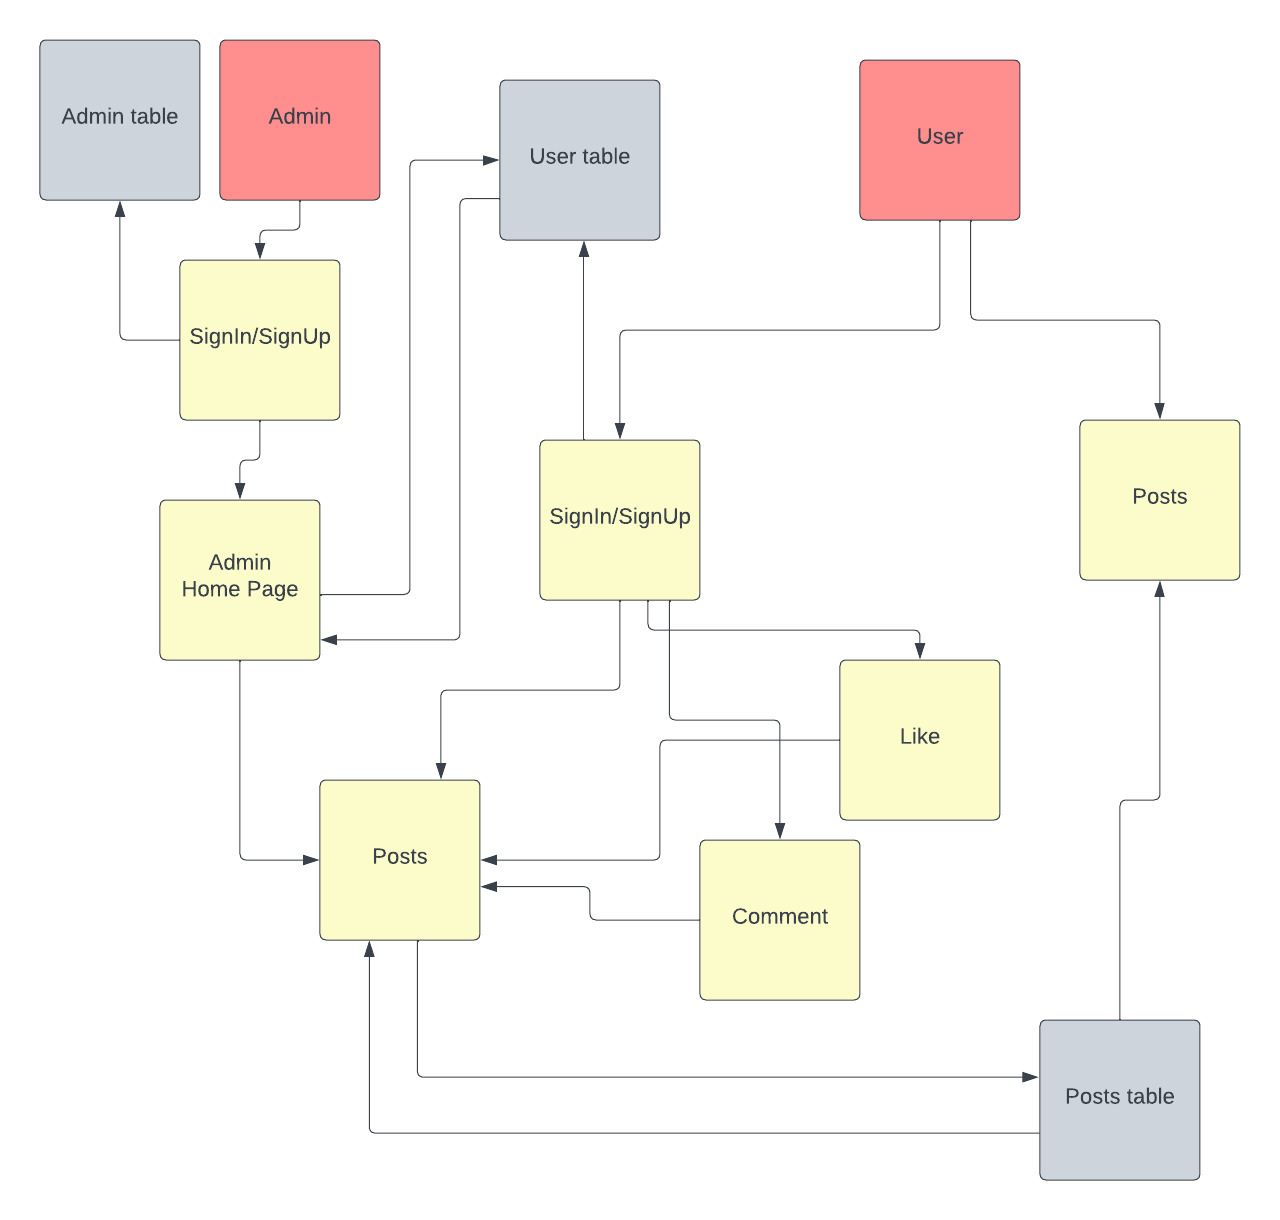 Admin table
Admin
User table
User
SignIn/SignUp
SignIn/SignUp
Posts
Admin
Home Page
Like
Posts
Comment
Posts table